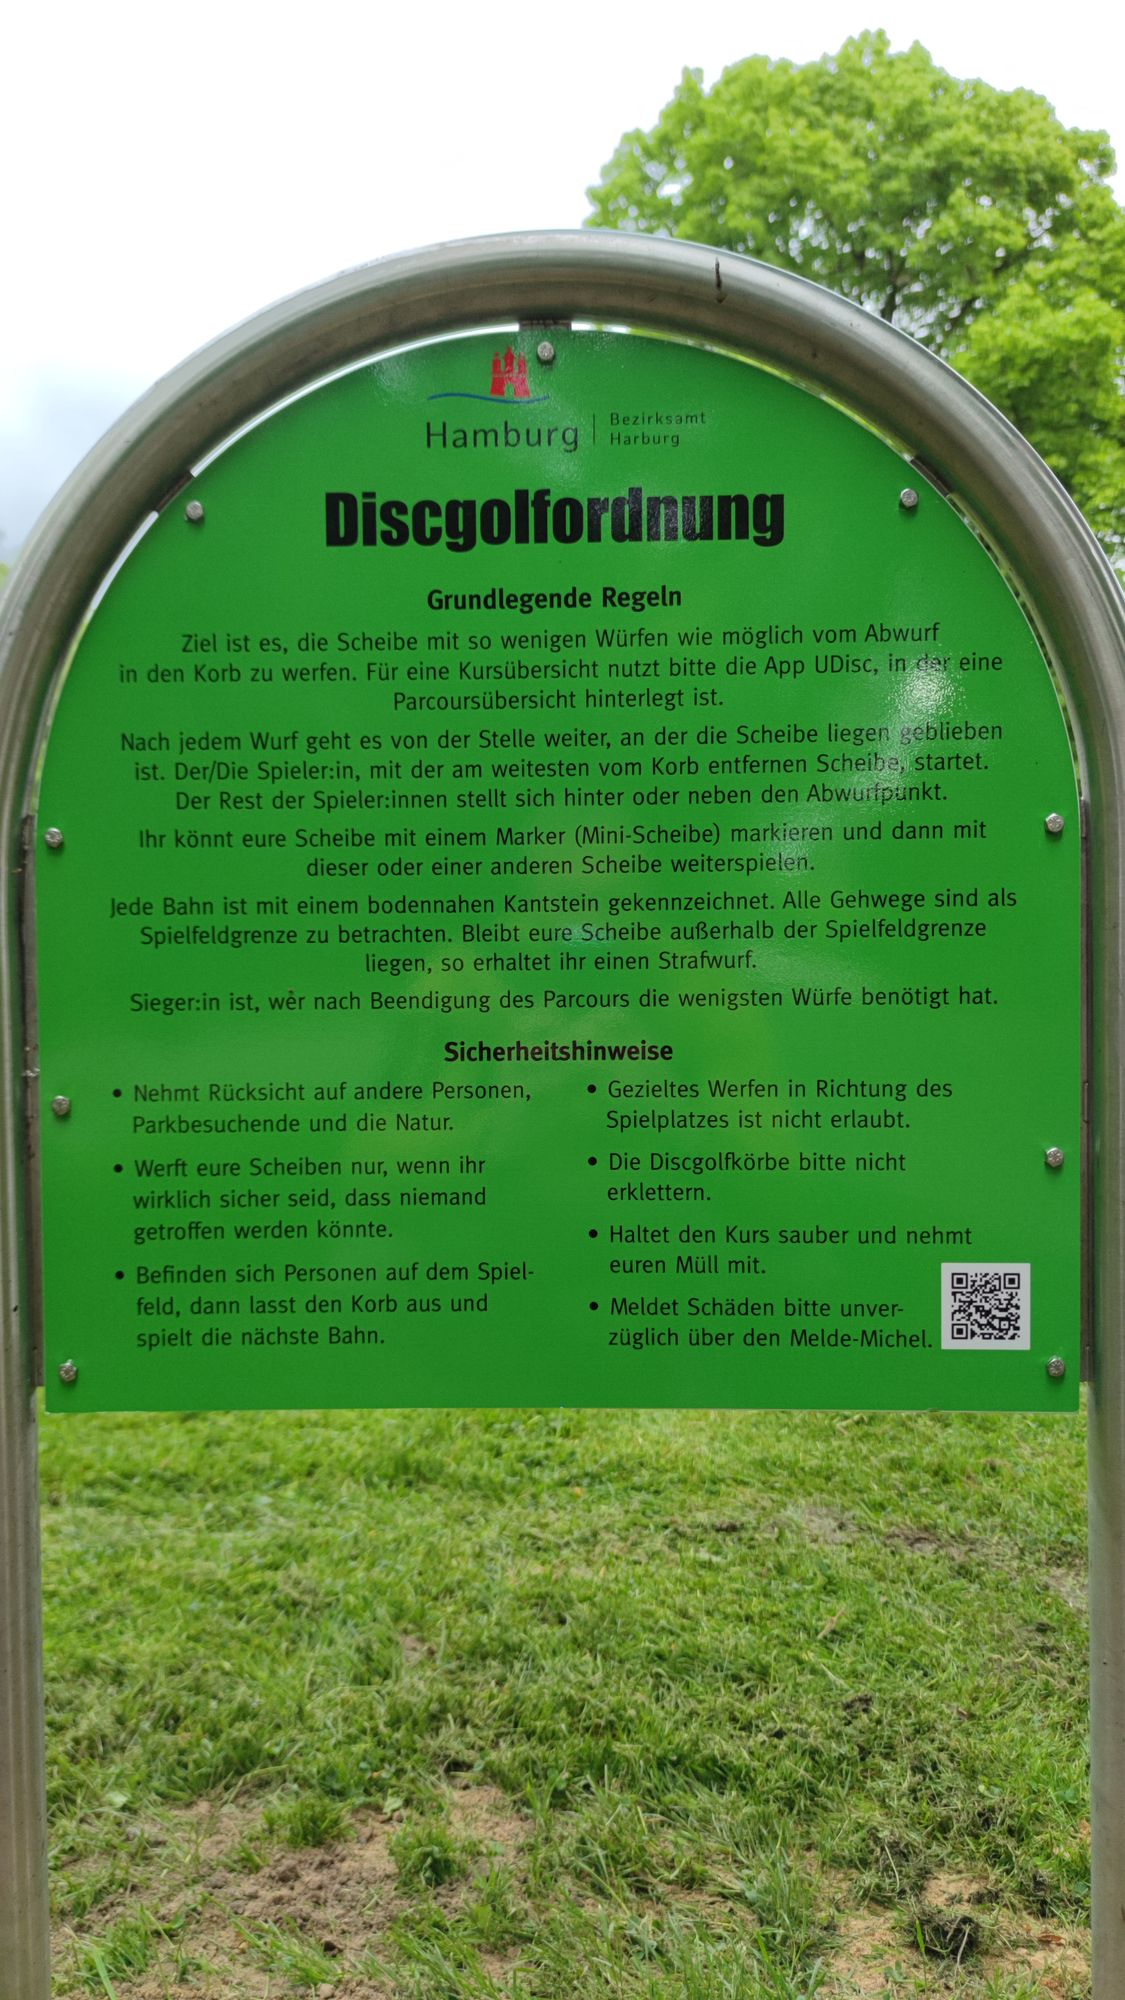 Hamburg
Bezirksamt
Harburg
Discgolfordnung
Grundlegende Regeln
Ziel ist es, die Scheibe mit so wenigen Würfen wie möglich vom Abwurf
in den Korb zu werfen. Für eine Kursübersicht nutzt bitte die App UDisc, in der eine
Parcoursübersicht hinterlegt ist.
Nach jedem Wurf geht es von der Stelle weiter, an der die Scheibe liegen geblieben
ist. Der/Die Spieler:in, mit der am weitesten vom Korb entfernen Scheibe, startet.
Der Rest der Spieler:innen stellt sich hinter oder neben den Abwurfpunkt.
Ihr könnt eure Scheibe mit einem Marker (Mini-Scheibe) markieren und dann mit
dieser oder einer anderen Scheibe weiterspielen.
Jede Bahn ist mit einem bodennahen Kantstein gekennzeichnet. Alle Gehwege sind als
Spielfeldgrenze zu betrachten. Bleibt eure Scheibe außerhalb der Spielfeldgrenze
liegen, so erhaltet ihr einen Strafwurf.
Sieger:in ist, wer nach Beendigung des Parcours die wenigsten Würfe benötigt hat.
Sicherheitshinweise
• Nehmt Rücksicht auf andere Personen,
Parkbesuchende und die Natur.
• Werft eure Scheiben nur, wenn ihr
wirklich sicher seid, dass niemand
getroffen werden könnte.
• Befinden sich Personen auf dem Spiel-
feld, dann lasst den Korb aus und
spielt die nächste Bahn.
• Gezieltes Werfen in Richtung des
Spielplatzes ist nicht erlaubt.
• Die Discgolfkörbe bitte nicht
erklettern.
• Haltet den Kurs sauber und nehmt
euren Müll mit.
• Meldet Schäden bitte unver-
züglich über den Melde-Michel.